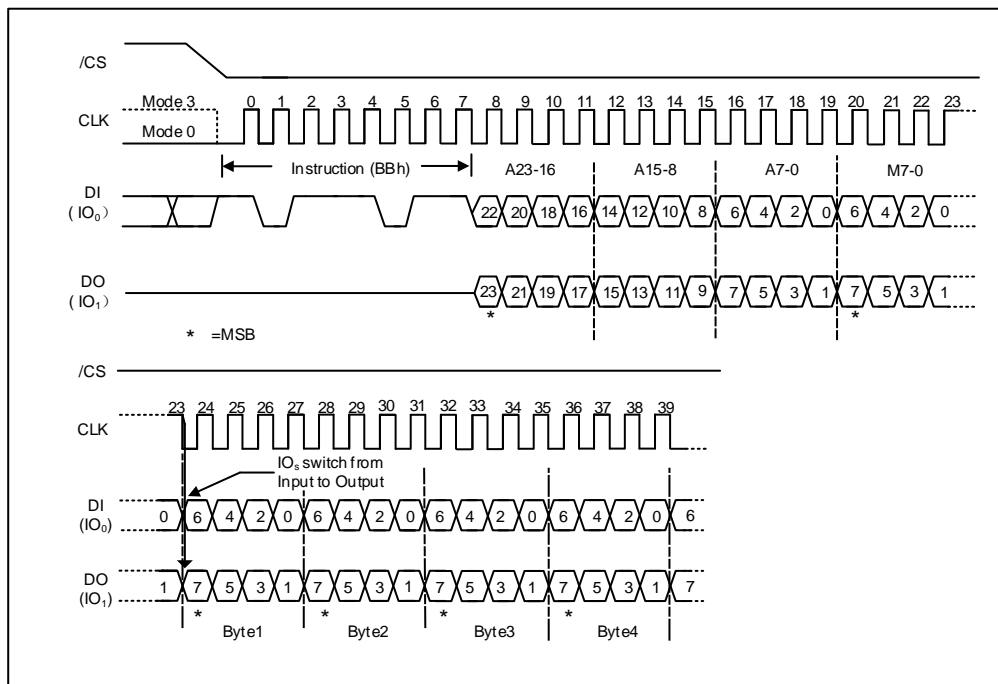 /CS
Mode 3
0 1 2 3 4 5 6 7 8 9 10 11 12 13 14 15 16 17 18 19 20 21 22 23
CLK
Mode 0
Instruction (BBh) A23-16 A15-8 A7-0 M7-0
DI
( IO0)
22 20 18 16 14 12 10 8 6 4 2 0 6 4 2 0
DO
( IO1)
23 21 19 17 15 13 11 9 7 5 3 1 7 5 3 1
* *
* =MSB
/CS
23 24 25 26 27 28 29 30 31 32 33 34 35 36 37 38 39
CLK
IOs switch from
Input to Output
DI
(IO0)
0 6 4 2 0 6 4 2 0 6 4 2 0 6 4 2 0 6
DO
(IO1)
1 7 5 3 1 7 5 3 1 7 5 3 1 7 5 3 1 7
* * * *
Byte1 Byte2 Byte3 Byte4